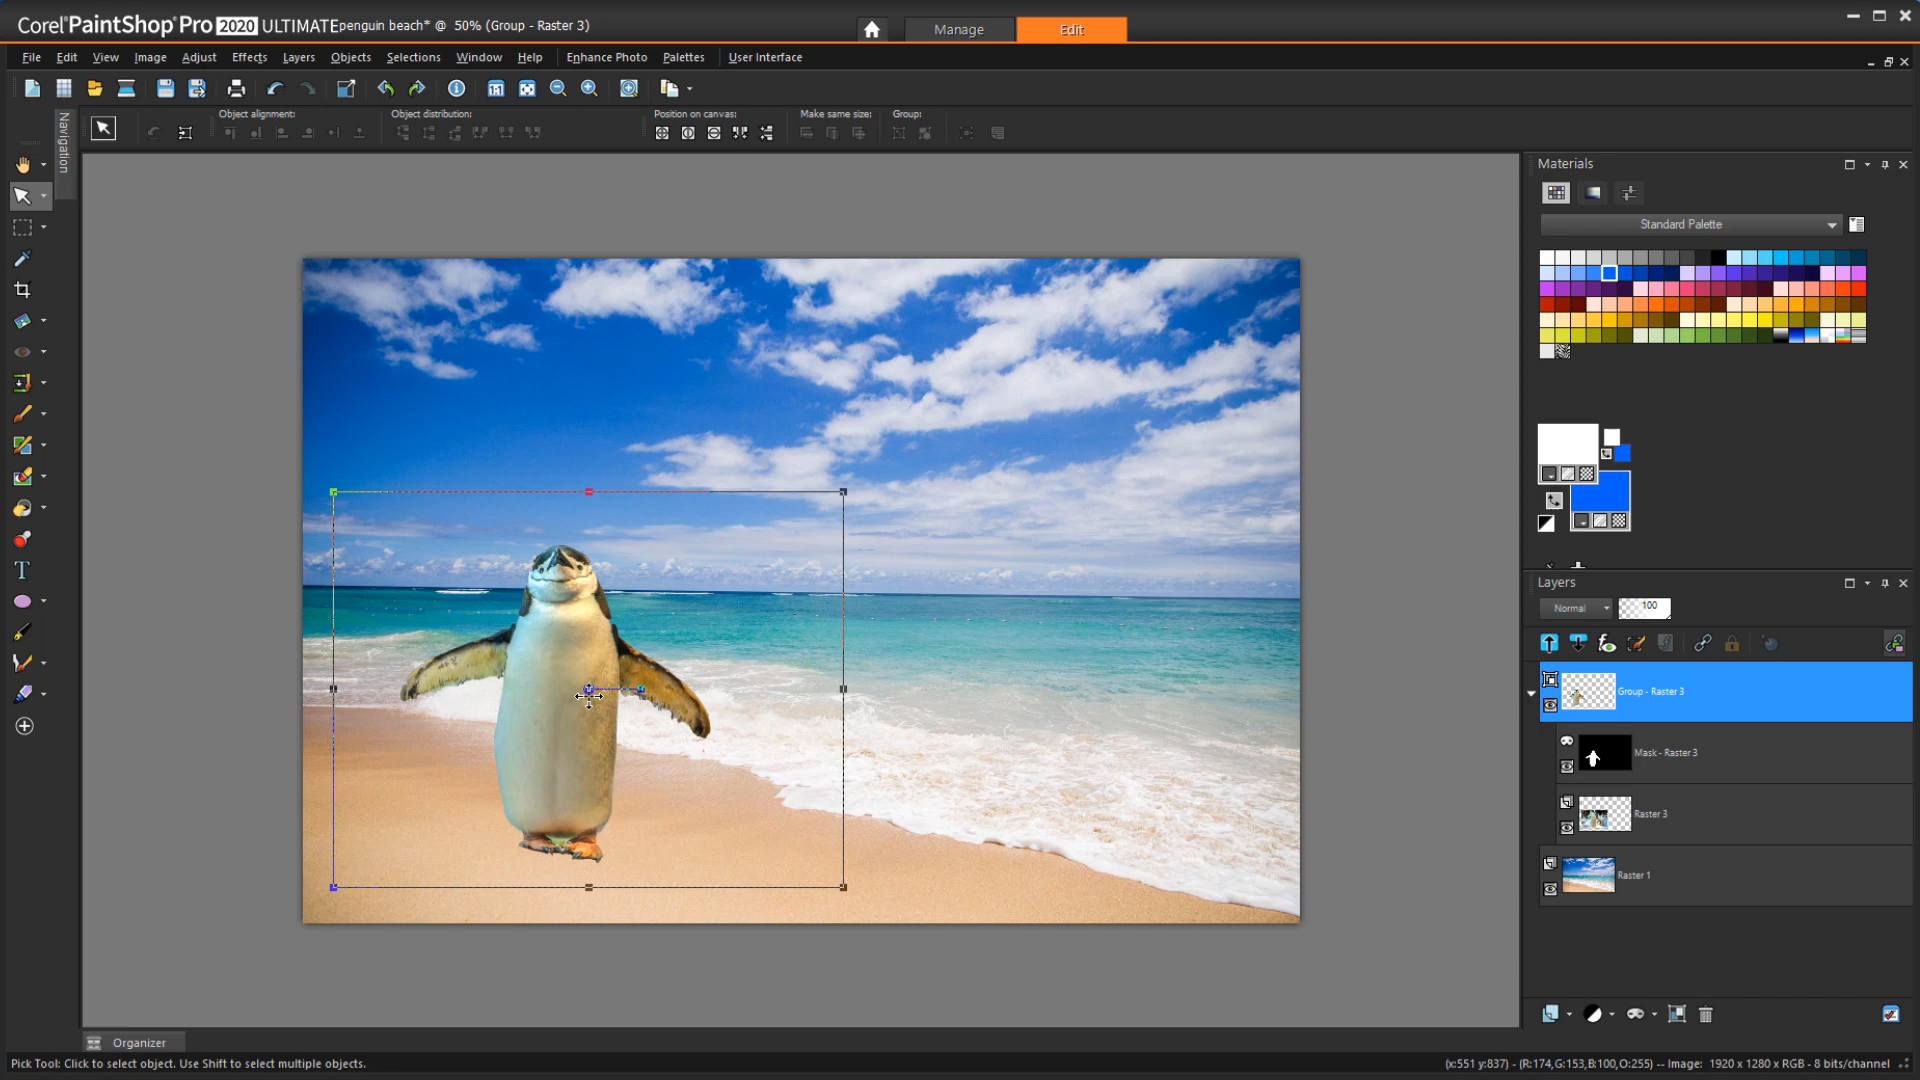 Corel PaintShop Pro 2020 ULTIMATE penguin beach* @ 50% (Group - Raster 3)
Manage
Edit
File Edit View Image Adjust Effects Layers Objects Selections Window Help Enhance Photo Palettes User Interface
1:1
Object alignment: Object distribution: Position on canvas: Make same size: Group:
Navigation
Materials
Standard Palette
Layers
Normal 100
Group - Raster 3
Mask - Raster 3
Raster 3
Raster 1
Organizer
Pick Tool: Click to select object. Use Shift to select multiple objects.
(x:551 y:837) - (R:174,G:153,B:100,O:255) -- Image: 1920 x 1280 x RGB - 8 bits/channel